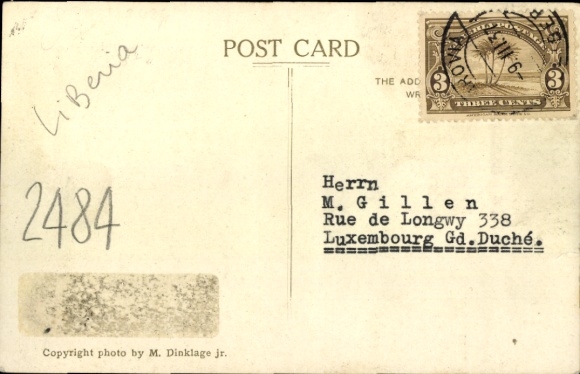 POST CARD
Liberia
THE ADD
WR
3 3
THREE CENTS
Herrn
M. Gillen
Rue de Longwy 338
Luxembourg Gd.Duché.
2484
Copyright photo by M. Dinklage jr.